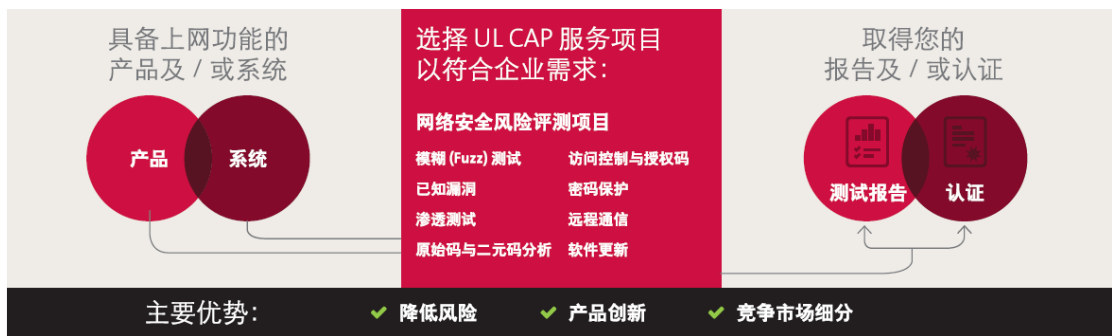 具备上网功能的
产品及 / 或系统
产品
系统
选择 UL CAP 服务项目
以符合企业需求：
网络安全风险评测项目
模糊 (Fuzz) 测试
访问控制与授权码
已知漏洞
密码保护
渗透测试
远程通信
原始码与二元码分析
软件更新
取得您的
报告及 / 或认证
测试报告
认证
主要优势：
降低风险
产品创新
竞争市场细分